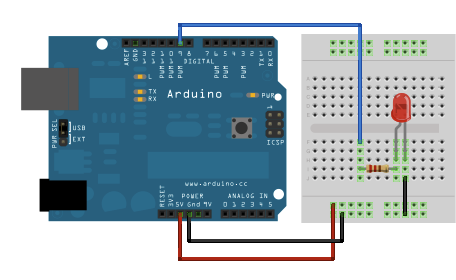 AREF
GND
13
12
11
10
9
8
7
6
5
4
3
2
1
0
PWM
PWM
PWM
PWM
PWM
PWM
TX
RX
DIGITAL
L
TX
RX
Arduino
PWR
1
ICSP
PWR SEL
USB
EXT
www.arduino.cc
POWER
ANALOG IN
RESET
3V3
5V Gnd 9V
0 1 2 3 4 5